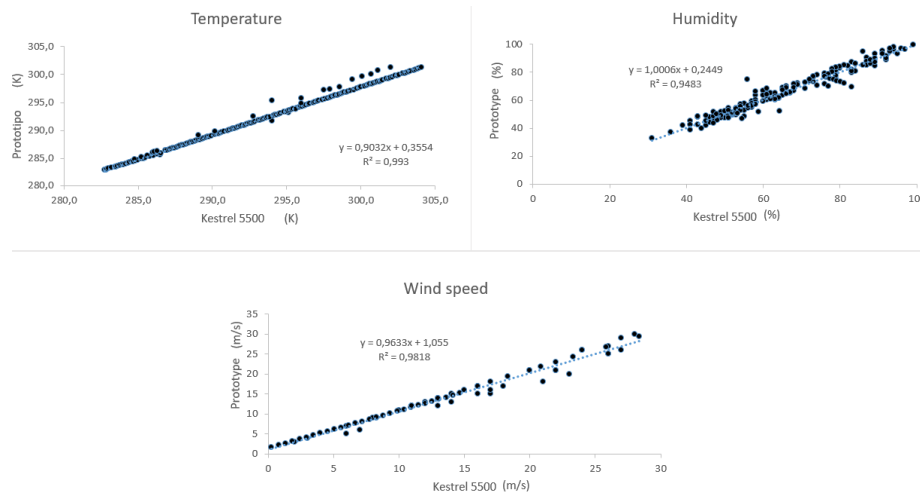 Temperature
305,0
300,0
295,0
290,0
285,0
280,0
Prototipo (K)
y = 0,9032x + 0,3554
R² = 0,993
280,0 285,0 290,0 295,0 300,0 305,0
Kestrel 5500 (K)
Humidity
100
80
60
40
20
0
Prototype (%)
y = 1,0006x + 0,2449
R² = 0,9483
0 20 40 60 80 10
Kestrel 5500 (%)
Wind speed
35
30
25
20
15
10
5
0
Prototype (m/s)
y = 0,9633x + 1,055
R² = 0,9818
0 5 10 15 20 25 30
Kestrel 5500 (m/s)